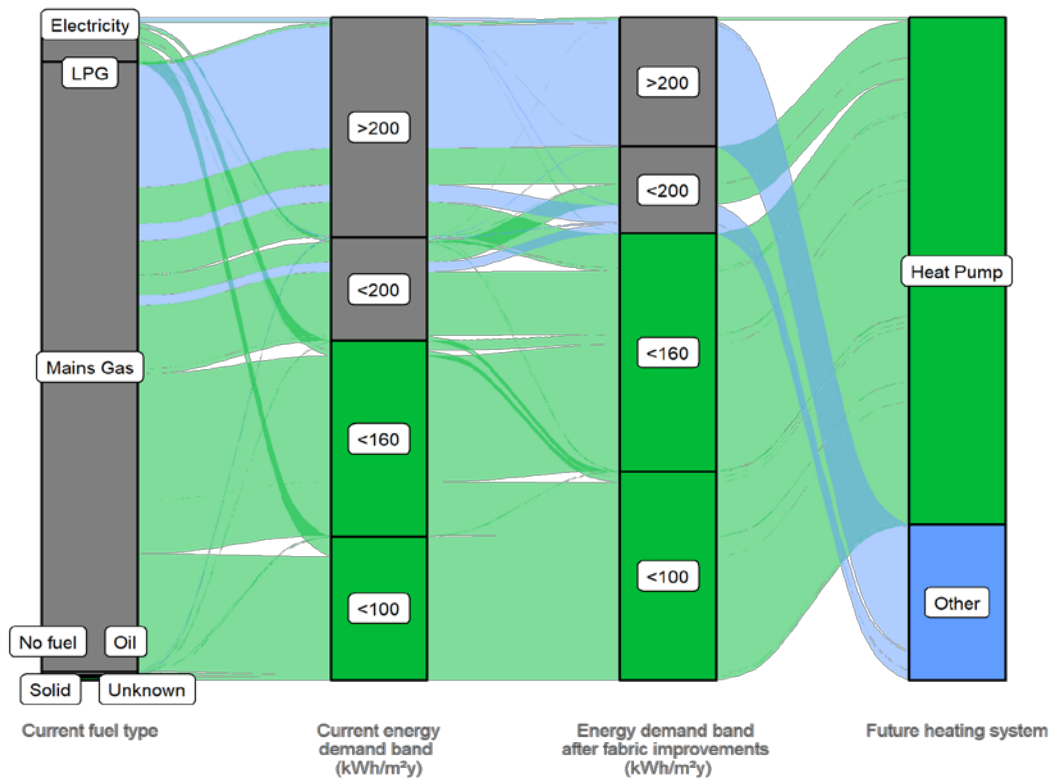 Electricity
LPG
Mains Gas
No fuel
Oil
Solid
Unknown
>200
<200
<160
<100
>200
<200
<160
<100
Heat Pump
Other
Current fuel type
Current energy
demand band
(kWh/m²y)
Energy demand band
after fabric improvements
(kWh/m²y)
Future heating system